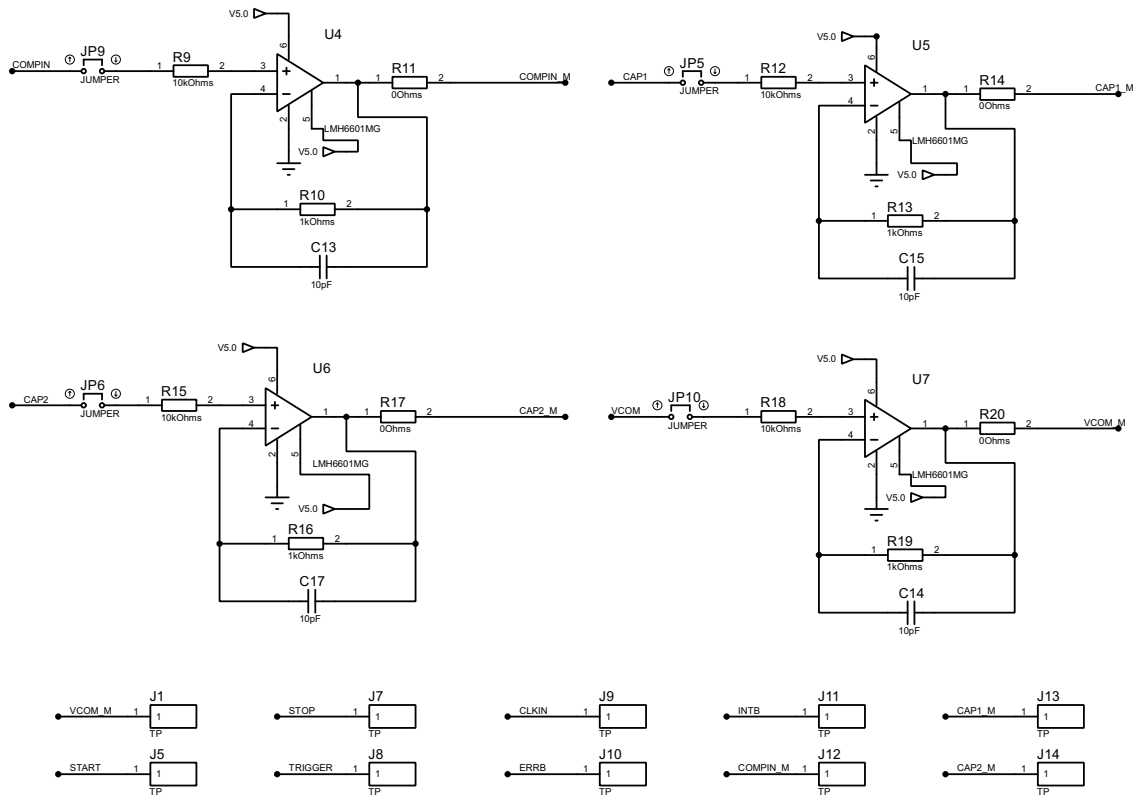 V5.0
U4
6
COMPIN
JP9
JUMPER
1
R9
2
10kOhms
3
4
1
2
5
LMH6601MG
V5.0
1
R11
2
0Ohms
COMPIN_M
1
R10
2
1kOhms
C13
10pF
V5.0
U5
6
CAP1
JP5
JUMPER
1
R12
2
10kOhms
3
4
1
2
5
LMH6601MG
V5.0
1
R14
2
0Ohms
CAP1_M
1
R13
2
1kOhms
C15
10pF
V5.0
U6
6
CAP2
JP6
JUMPER
1
R15
2
10kOhms
3
4
1
2
5
LMH6601MG
V5.0
1
R17
2
0Ohms
CAP2_M
1
R16
2
1kOhms
C17
10pF
V5.0
U7
6
VCOM
JP10
JUMPER
1
R18
2
10kOhms
3
4
1
2
5
LMH6601MG
V5.0
1
R20
2
0Ohms
VCOM_M
1
R19
2
1kOhms
C14
10pF
J1
VCOM_M 1 1
TP
J7
STOP 1 1
TP
J9
CLKIN 1 1
TP
J11
INTB 1 1
TP
J13
CAP1_M 1 1
TP
J5
START 1 1
TP
J8
TRIGGER 1 1
TP
J10
ERRB 1 1
TP
J12
COMPIN_M 1 1
TP
J14
CAP2_M 1 1
TP